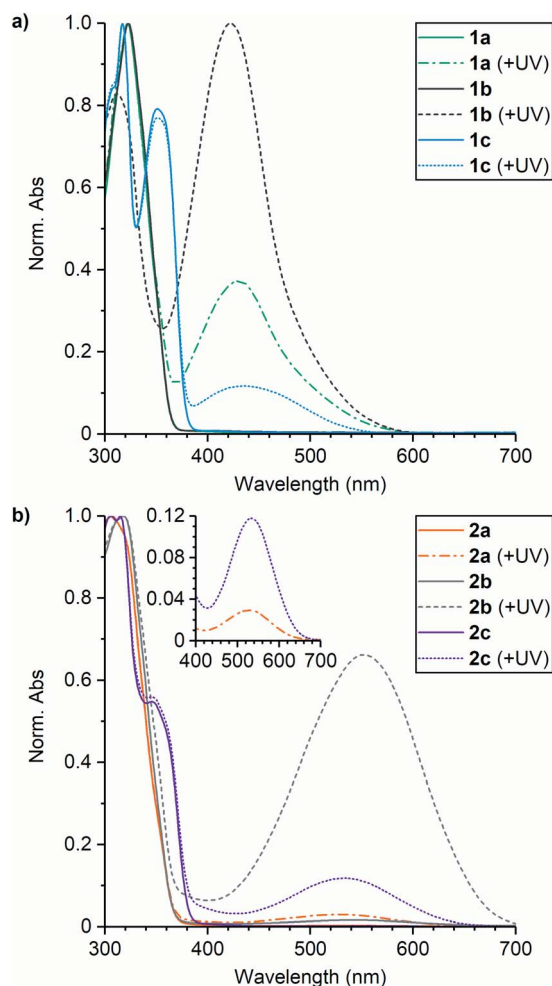 a)
1.0
0.8
0.6
0.4
0.2
0
Norm. Abs
300
400
500
600
700
Wavelength (nm)
1a
1a (+UV)
1b
1b (+UV)
1c
1c (+UV)
b)
1.0
0.8
0.6
0.4
0.2
0
Norm. Abs
0.12
0.08
0.04
0
400
500
600
700
300
400
500
600
700
Wavelength (nm)
2a
2a (+UV)
2b
2b (+UV)
2c
2c (+UV)